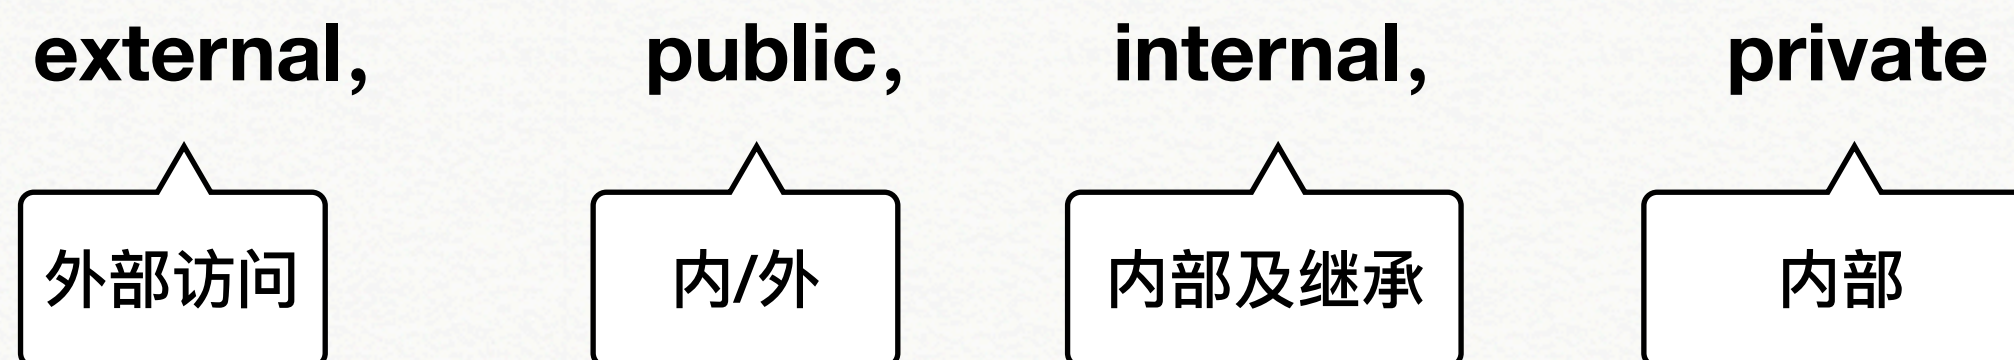 external, public, internal, private
外部访问 内/外 内部及继承 内部